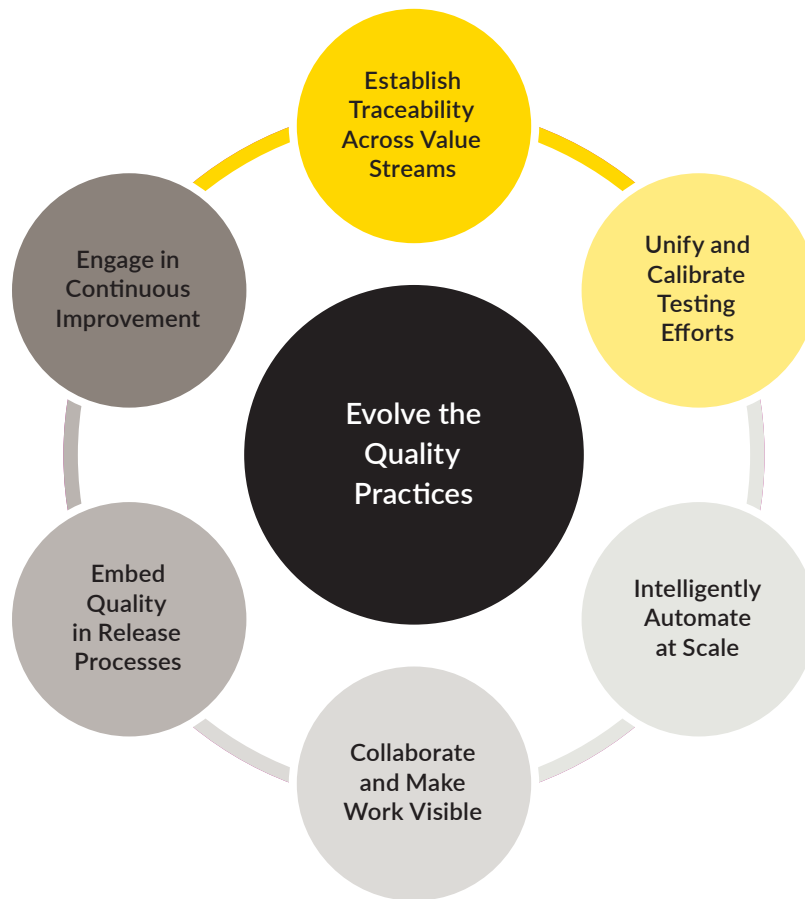 Establish
Traceability
Across Value
Streams
Unify and
Calibrate
Testing
Efforts
Intelligently
Automate
at Scale
Collaborate
and Make
Work Visible
Embed
Quality
in Release
Processes
Engage in
Continuous
Improvement
Evolve the
Quality
Practices